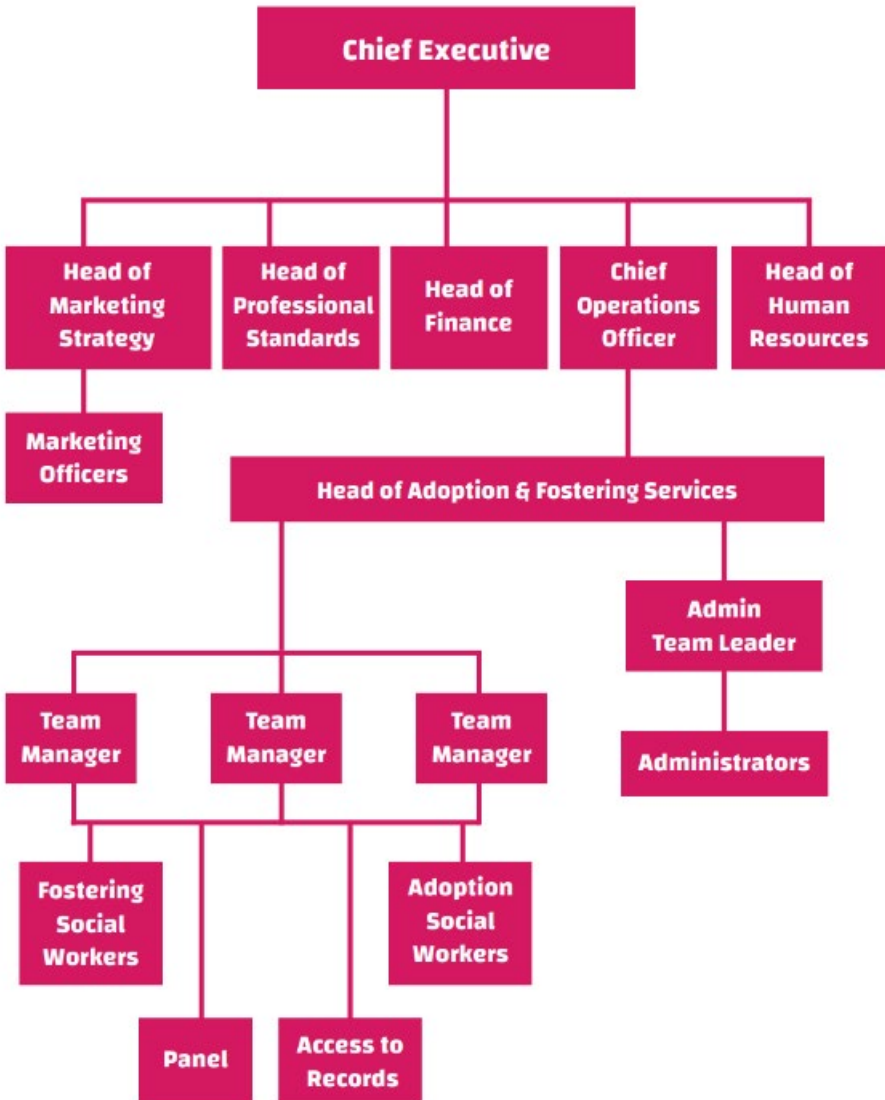 Chief Executive
Head of
Marketing
Strategy
Head of
Professional
Standards
Head of
Finance
Chief
Operations
Officer
Head of
Human
Resources
Marketing
Officers
Head of Adoption & Fostering Services
Admin
Team Leader
Team
Manager
Team
Manager
Team
Manager
Administrators
Fostering
Social
Workers
Adoption
Social
Workers
Panel
Access to
Records